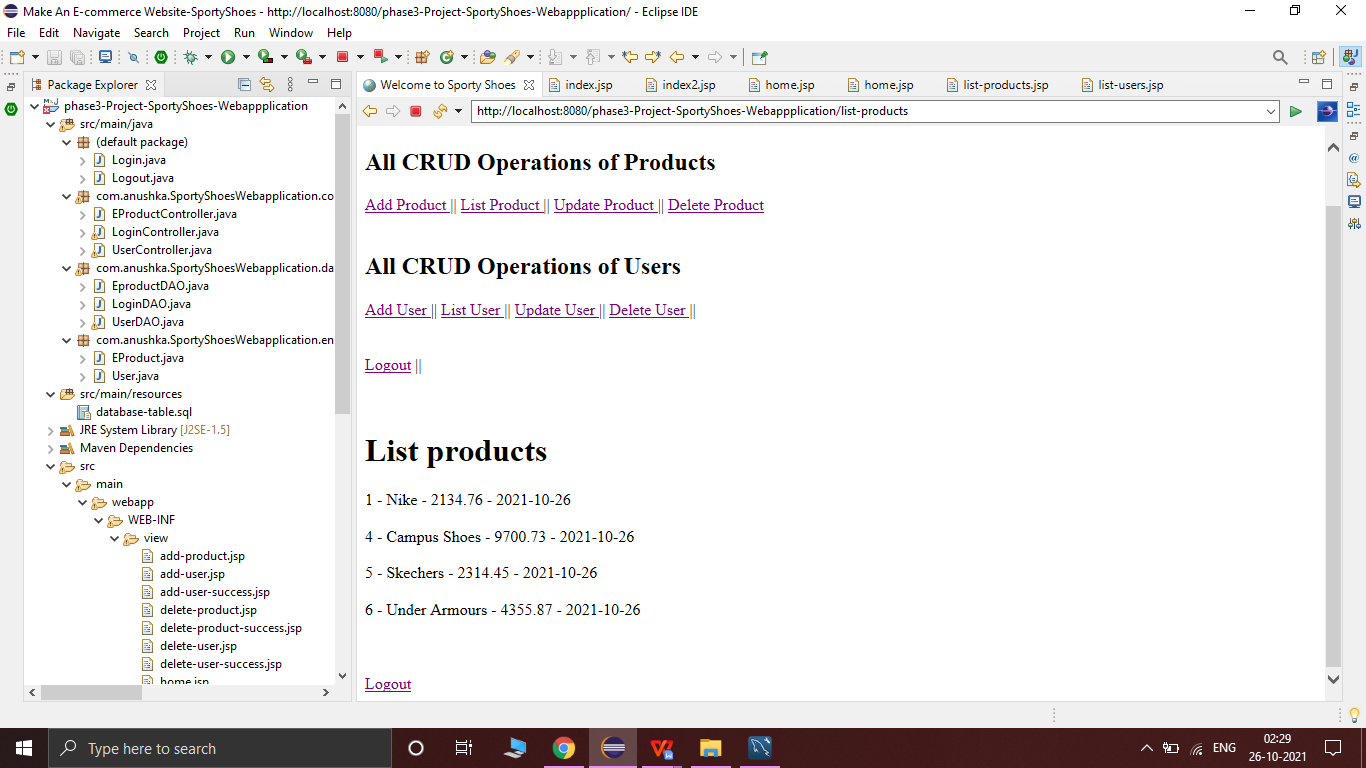 Make An E-commerce Website-SportyShoes - http://localhost:8080/phase3-Project-SportyShoes-Webappplication/ - Eclipse IDE
File Edit Navigate Search Project Run Window Help
Package Explorer
Welcome to Sporty Shoes index.jsp index2.jsp home.jsp home.jsp list-products.jsp list-users.jsp
http://localhost:8080/phase3-Project-SportyShoes-Webappplication/list-products
phase3-Project-SportyShoes-Webappplication
src/main/java
(default package)
Login.java
Logout.java
com.anushka.SportyShoesWebapplication.co
EProductController.java
LoginController.java
UserController.java
com.anushka.SportyShoesWebapplication.da
EproductDAO.java
LoginDAO.java
UserDAO.java
com.anushka.SportyShoesWebapplication.en
EProduct.java
User.java
src/main/resources
database-table.sql
JRE System Library [J2SE-1.5]
Maven Dependencies
src
main
webapp
WEB-INF
view
add-product.jsp
add-user.jsp
add-user-success.jsp
delete-product.jsp
delete-product-success.jsp
delete-user.jsp
delete-user-success.jsp
home.jsp
All CRUD Operations of Products
Add Product || List Product || Update Product || Delete Product
All CRUD Operations of Users
Add User || List User || Update User || Delete User ||
Logout ||
List products
1 - Nike - 2134.76 - 2021-10-26
4 - Campus Shoes - 9700.73 - 2021-10-26
5 - Skechers - 2314.45 - 2021-10-26
6 - Under Armours - 4355.87 - 2021-10-26
Logout
Type here to search
ENG
02:29
26-10-2021